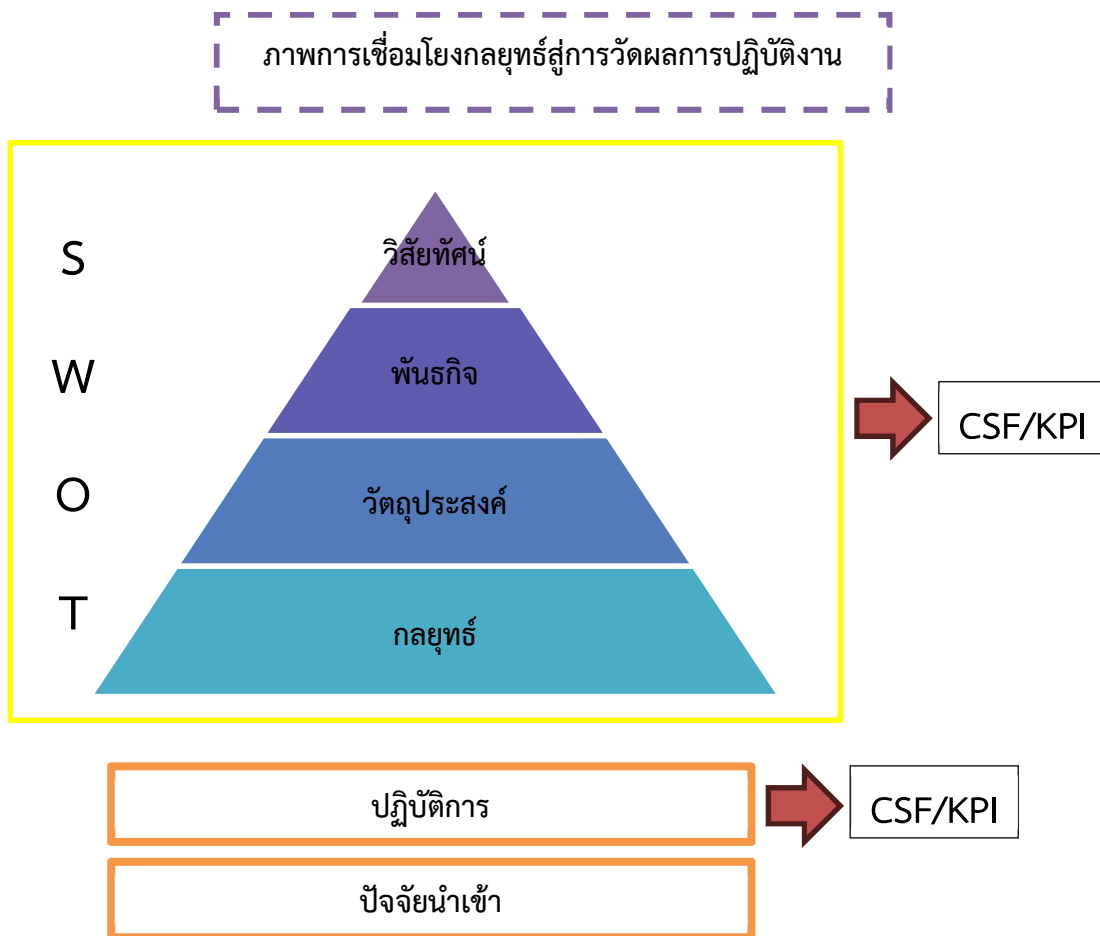 ภาพการเชื่อมโยงกลยุทธ์สู่การวัดผลการปฏิบัติงาน
S
วิสัยทัศน์
W
พันธกิจ
CSF/KPI
O
วัตถุประสงค์
T
กลยุทธ์
ปฏิบัติการ
CSF/KPI
ปัจจัยนำเข้า